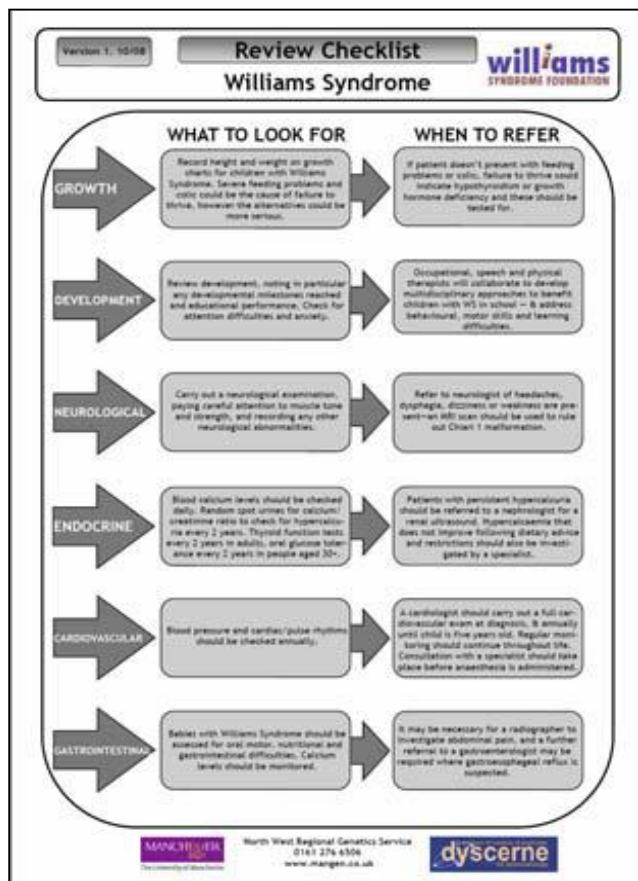 Version 1. 10/08
Review Checklist
Williams Syndrome
williams
SYNDROME FOUNDATION
WHAT TO LOOK FOR
WHEN TO REFER
GROWTH
Record height and weight on growth
charts for children with Williams
Syndrome. Severe feeding problems and
colic could be the cause of failure to
thrive, however the alternatives could be
more serious.
If patient doesn't present with feeding
problems or colic, failure to thrive could
indicate hypothyroidism or growth
hormone deficiency and these should be
tested for.
DEVELOPMENT
Review development, noting in particular
any developmental milestones reached
and educational performance. Check for
attention difficulties and anxiety.
Occupational, speech and physical
therapists will collaborate to develop
multidisciplinary approaches to benefit
children with WS in school — & address
behavioural, motor skills and learning
difficulties.
NEUROLOGICAL
Carry out a neurological examination,
paying careful attention to muscle tone
and strength, and recording any other
neurological abnormalities.
Refer to neurologist of headaches,
dysphagia, dizziness or weakness are pre-
sent—an MRI scan should be used to rule
out Chiari 1 malformation.
ENDOCRINE
Blood calcium levels should be checked
daily. Random spot urines for calcium/
creatinine ratio to check for hypercalcu-
ria every 2 years. Thyroid function tests
every 2 years in adults, oral glucose toler-
ance every 2 years in people aged 30+.
Patients with persistent hypercalcuria
should be referred to a nephrologist for a
renal ultrasound. Hypercalcaemia that
does not improve following dietary advice
and restrictions should also be investi-
gated by a specialist.
CARDIOVASCULAR
Blood pressure and cardiac/pulse rhythms
should be checked annually.
A cardiologist should carry out a full car-
diovascular exam at diagnosis, & annually
until child is five years old. Regular moni-
toring should continue throughout life.
Consultation with a specialist should take
place before anaesthesia is administered.
GASTROINTESTINAL
Babies with Williams Syndrome should be
assessed for oral motor, nutritional and
gastrointestinal difficulties. Calcium
levels should be monitored.
It may be necessary for a radiographer to
investigate abdominal pain, and a further
referral to a gastroenterologist may be
required where gastroesophageal reflux is
suspected.
MANCHESTER
1824
The University of Manchester
North West Regional Genetics Service
0161 276 6506
www.mangen.co.uk
dyscerne